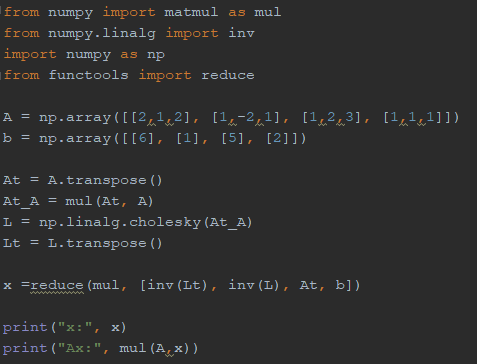 from numpy import matmul as mul
from numpy.linalg import inv
import numpy as np
from functools import reduce
A = np.array([[2,1,2], [1,-2,1], [1,2,3], [1,1,1]])
b = np.array([[6], [1], [5], [2]])
At = A.transpose()
At_A = mul(At, A)
L = np.linalg.cholesky(At_A)
Lt = L.transpose()
x =reduce(mul, [inv(Lt), inv(L), At, b])
print("x:", x)
print("Ax:", mul(A,x))